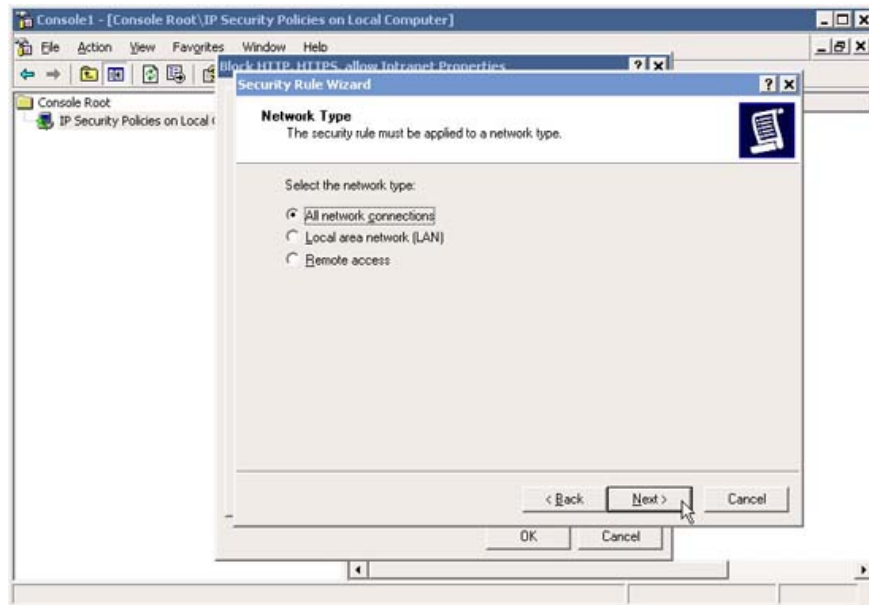 Console1 - [Console Root\IP Security Policies on Local Computer]
File Action View Favorites Window Help
Block HTTP, HTTPS, allow Intranet Properties
Security Rule Wizard
Console Root
IP Security Policies on Local
Network Type
The security rule must be applied to a network type.
Select the network type:
All network connections
Local area network (LAN)
Remote access
< Back Next > Cancel
OK Cancel